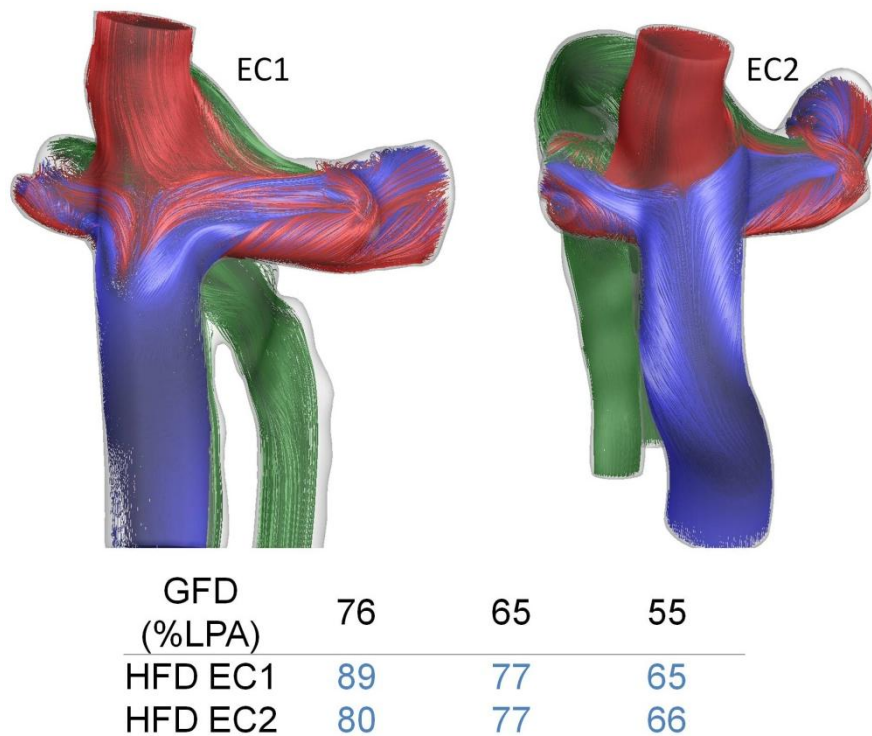 EC1
EC2
GFD
(%LPA)
76 65 55
HFD EC1 89 77 65
HFD EC2 80 77 66